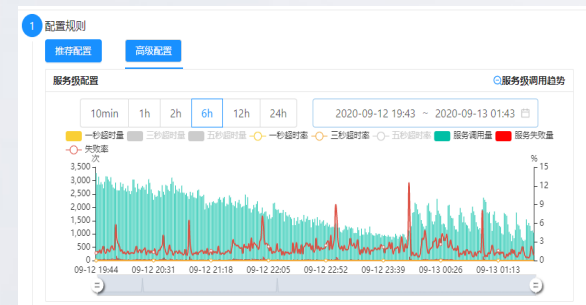 1 配置规则
推荐配置 高级配置
服务级配置 服务级调用趋势
10min 1h 2h 6h 12h 24h 2020-09-12 19:43 ~ 2020-09-13 01:43
一秒超时量 三秒超时量 五秒超时量 一秒超时率 三秒超时率 五秒超时率 服务调用量 服务失败量
失败率
次 %
3,500 15
3,000 12
2,500
2,000 9
1,500 6
1,000
500 3
0 0
09-12 19:44 09-12 20:31 09-12 21:18 09-12 22:05 09-12 22:52 09-12 23:39 09-13 00:26 09-13 01:13